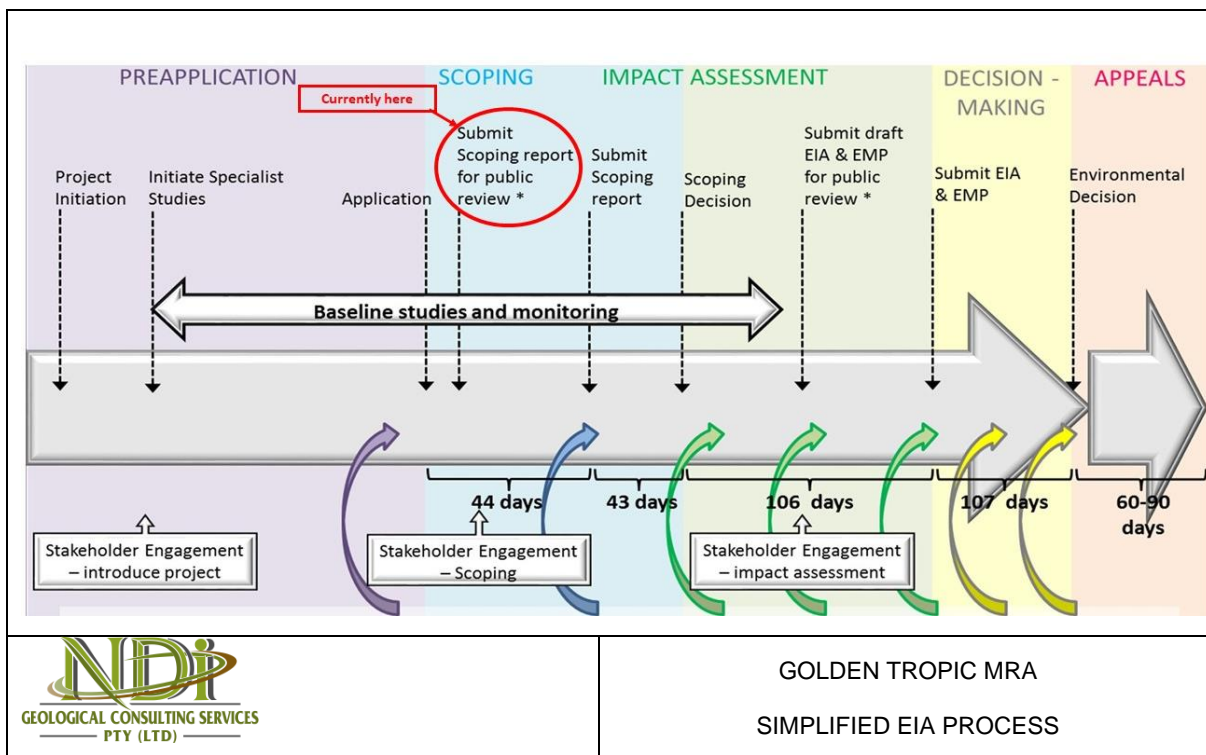 PREAPPLICATION
SCOPING
IMPACT ASSESSMENT
DECISION -
MAKING
APPEALS
Currently here
Project
Initiation
Initiate Specialist
Studies
Application
Submit
Scoping report
for public
review *
Submit
Scoping
report
Scoping
Decision
Submit draft
EIA & EMP
for public
review *
Submit EIA
& EMP
Environmental
Decision
Baseline studies and monitoring
44 days
43 days
106 days
107 days
60-90
days
Stakeholder Engagement
– introduce project
Stakeholder Engagement
– Scoping
Stakeholder Engagement
– impact assessment
NDi
GEOLOGICAL CONSULTING SERVICES
PTY (LTD)
GOLDEN TROPIC MRA
SIMPLIFIED EIA PROCESS